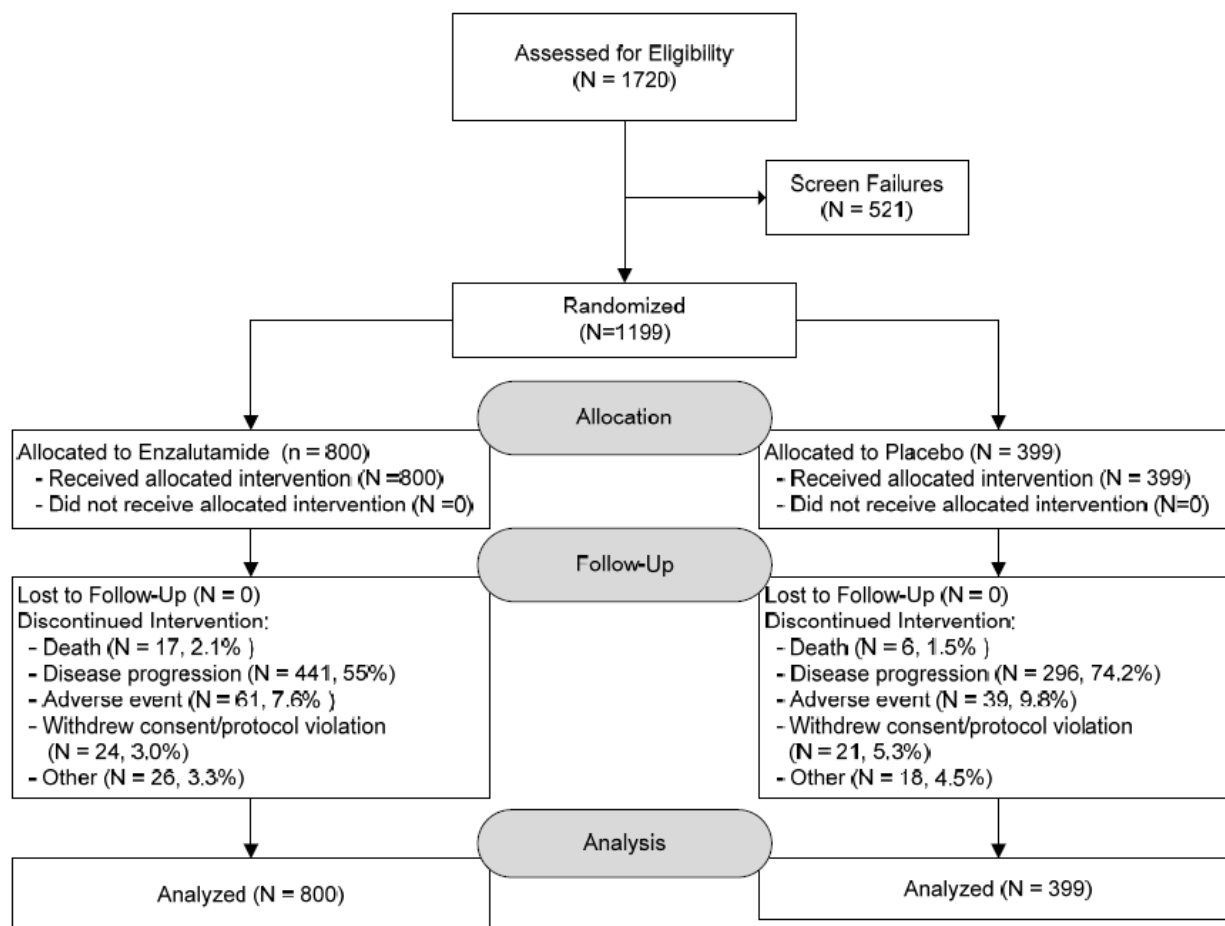 Assessed for Eligibility
(N = 1720)
Screen Failures
(N = 521)
Randomized
(N=1199)
Allocation
Allocated to Enzalutamide (n = 800)
- Received allocated intervention (N =800)
- Did not receive allocated intervention (N =0)
Allocated to Placebo (N = 399)
- Received allocated intervention (N = 399)
- Did not receive allocated intervention (N=0)
Follow-Up
Lost to Follow-Up (N = 0)
Discontinued Intervention:
- Death (N = 17, 2.1% )
- Disease progression (N = 441, 55%)
- Adverse event (N = 61, 7.6% )
- Withdrew consent/protocol violation
(N = 24, 3.0%)
- Other (N = 26, 3.3%)
Lost to Follow-Up (N = 0)
Discontinued Intervention:
- Death (N = 6, 1.5% )
- Disease progression (N = 296, 74.2%)
- Adverse event (N = 39, 9.8%)
- Withdrew consent/protocol violation
(N = 21, 5.3%)
- Other (N = 18, 4.5%)
Analysis
Analyzed (N = 800)
Analyzed (N = 399)